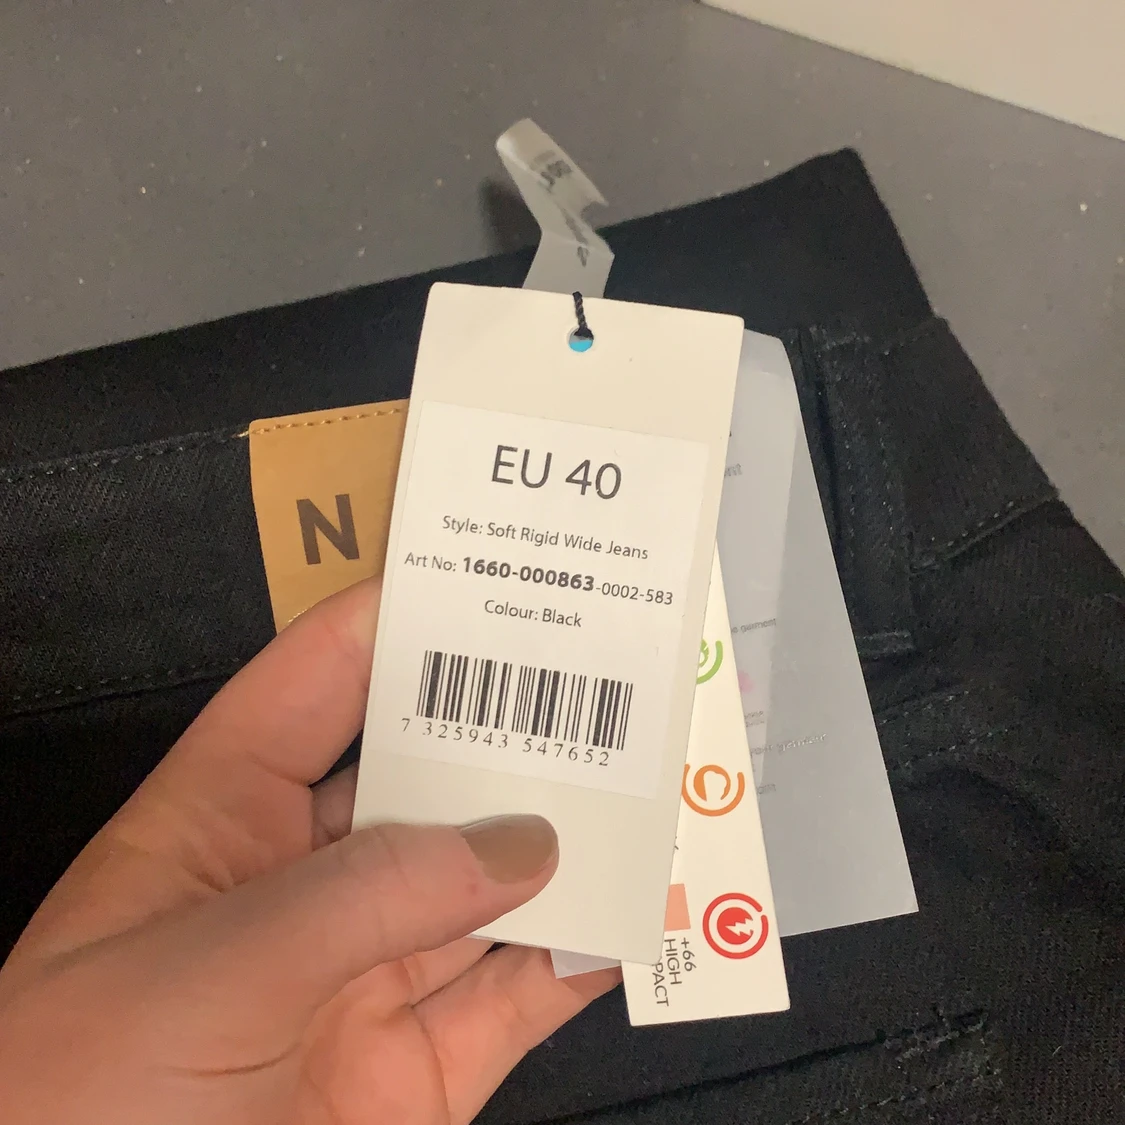 N
EU 40
Style: Soft Rigid Wide Jeans
Art No: 1660-000863-0002-583
Colour: Black
7 325943 547652
garment
+66
HIGH
PACT